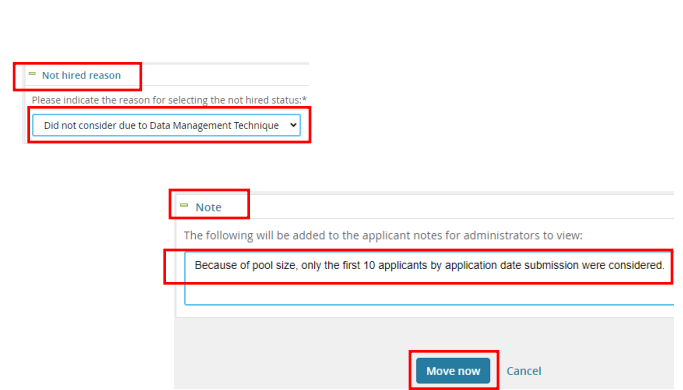 Not hired reason
Please indicate the reason for selecting the not hired status:*
Did not consider due to Data Management Technique
Note
The following will be added to the applicant notes for administrators to view:
Because of pool size, only the first 10 applicants by application date submission were considered.
Move now
Cancel